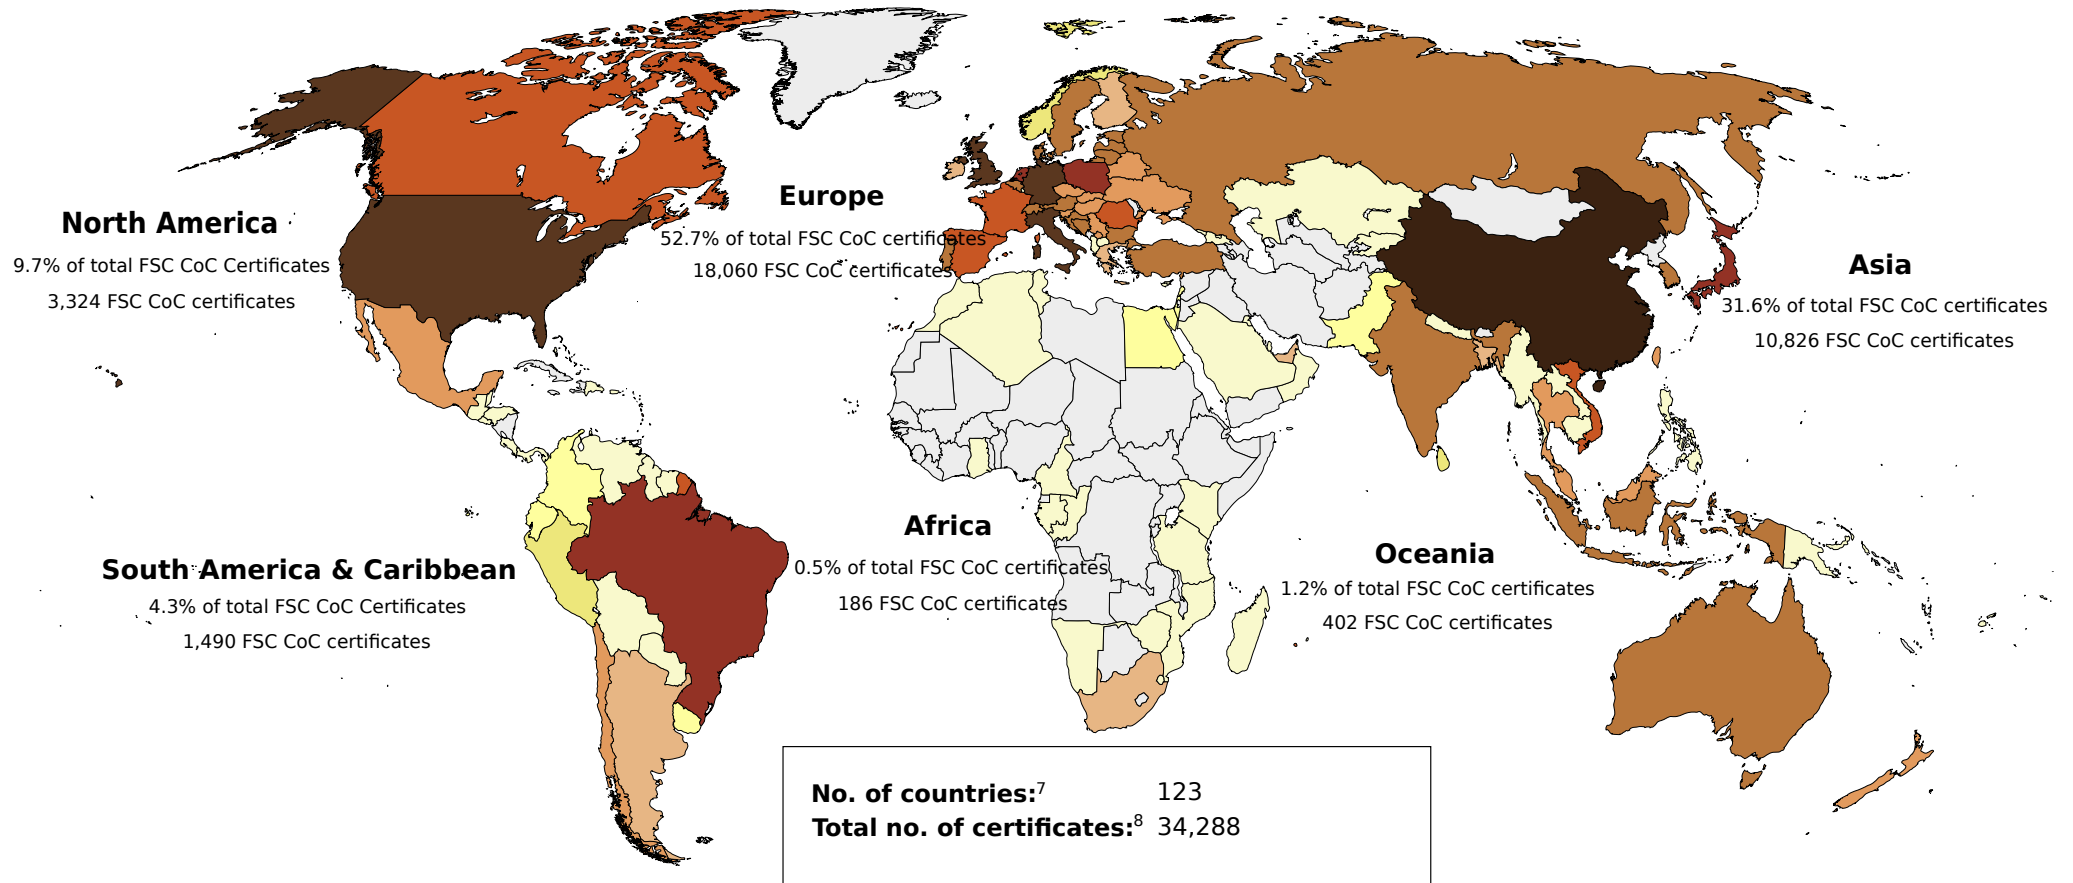 North America
9.7% of total FSC CoC Certificates
3,324 FSC CoC certificates
Europe
52.7% of total FSC CoC certificates
18,060 FSC CoC certificates
Asia
31.6% of total FSC CoC certificates
10,826 FSC CoC certificates
South America & Caribbean
4.3% of total FSC CoC Certificates
1,490 FSC CoC certificates
Africa
0.5% of total FSC CoC certificates
186 FSC CoC certificates
Oceania
1.2% of total FSC CoC certificates
402 FSC CoC certificates
No. of countries:⁷ 123
Total no. of certificates:⁸ 34,288